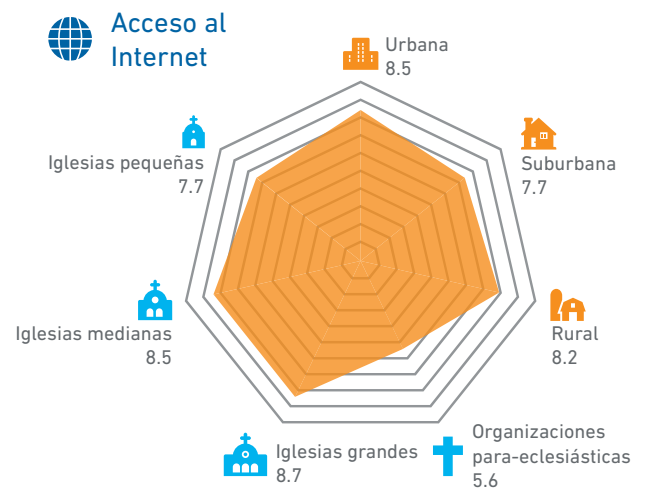 Acceso al
Internet
Urbana
8.5
Suburbana
7.7
Rural
8.2
Organizaciones
para-eclesiásticas
5.6
Iglesias grandes
8.7
Iglesias medianas
8.5
Iglesias pequeñas
7.7